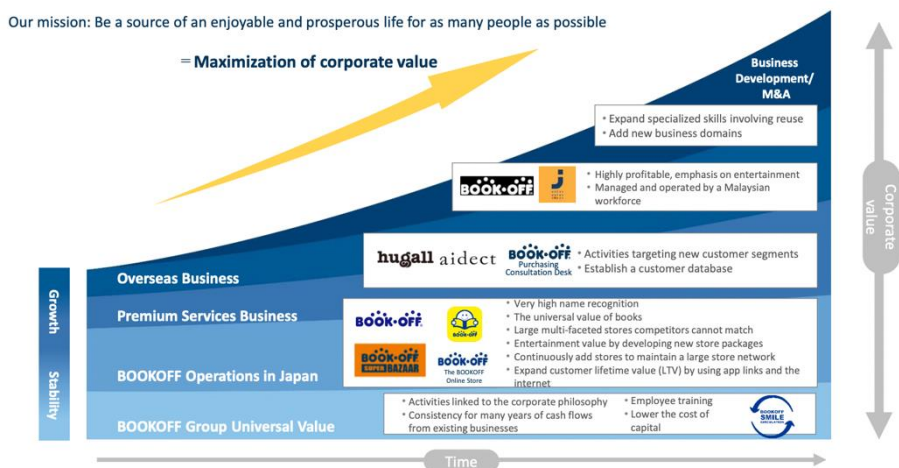 Our mission: Be a source of an enjoyable and prosperous life for as many people as possible
= Maximization of corporate value
Business
Development/
M&A
• Expand specialized skills involving reuse
• Add new business domains
BOOK•OFF
J
• Highly profitable, emphasis on entertainment
• Managed and operated by a Malaysian
workforce
Corporate
value
hugall aidect
BOOK•OFF
Purchasing
Consultation Desk
• Activities targeting new customer segments
• Establish a customer database
Overseas Business
Growth
Premium Services Business
BOOK•OFF
• Very high name recognition
• The universal value of books
• Large multi-faceted stores competitors cannot match
• Entertainment value by developing new store packages
• Continuously add stores to maintain a large store network
• Expand customer lifetime value (LTV) by using app links and the
internet
BOOK•OFF
SUPER BAZAAR
BOOK•OFF
The BOOKOFF
Online Store
Stability
BOOKOFF Operations in Japan
BOOKOFF Group Universal Value
• Activities linked to the corporate philosophy
• Consistency for many years of cash flows
from existing businesses
• Employee training
• Lower the cost of
capital
BOOKOFF
SMILE
CIRCULATION
Time